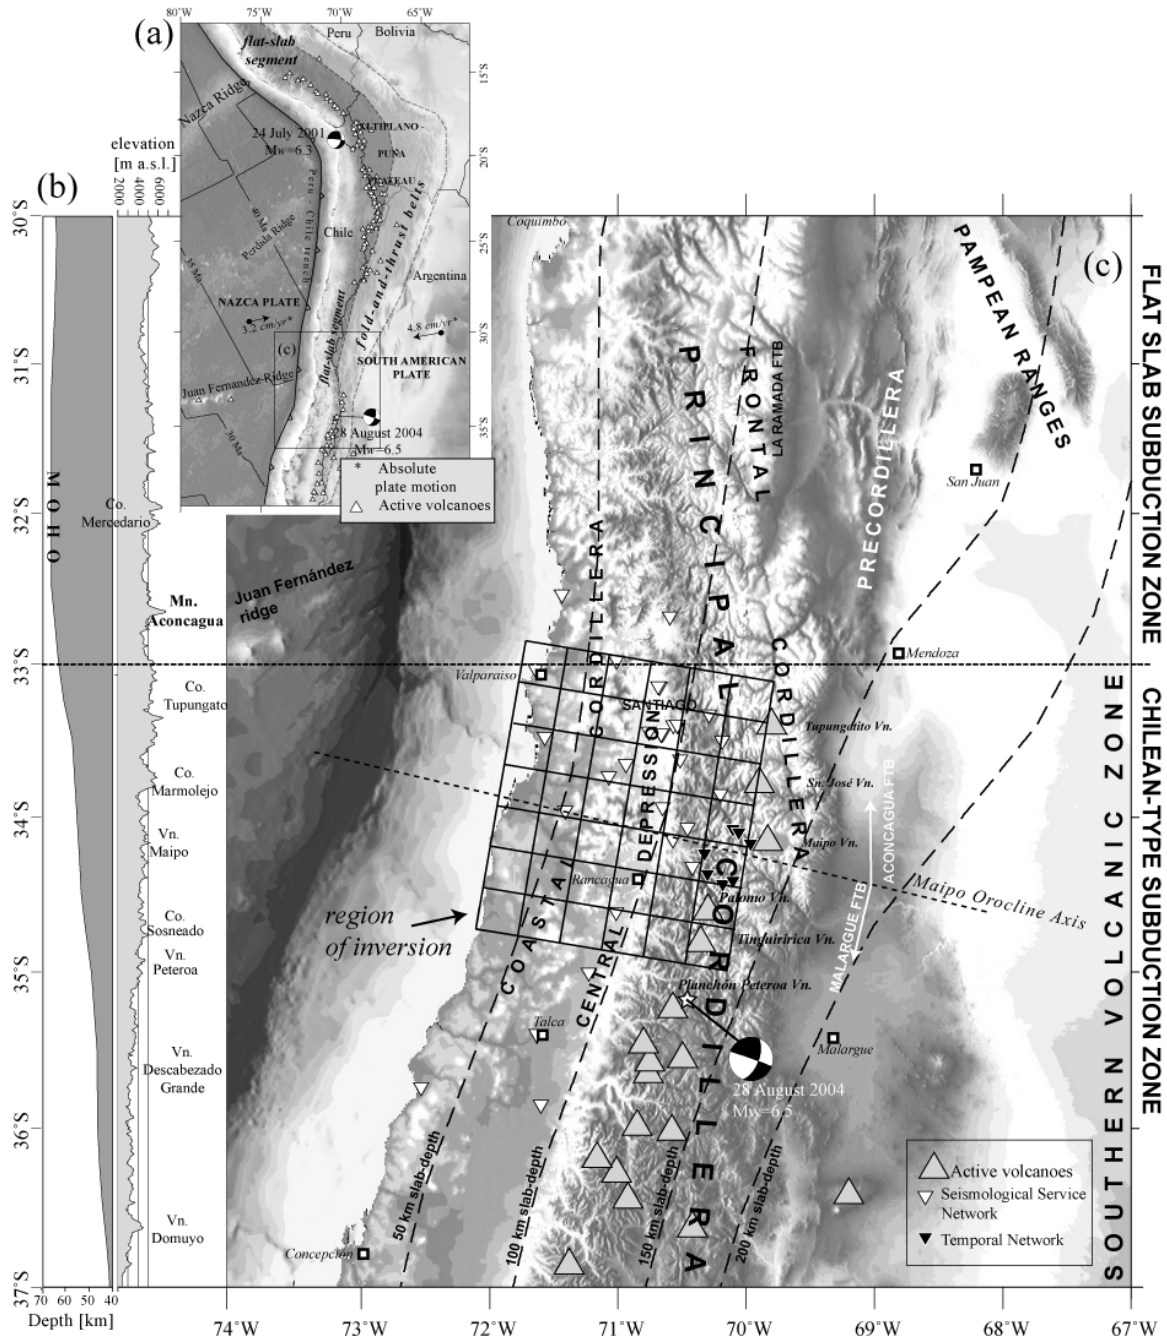 80°W
75°W
70°W
65°W
(a)
Peru
Bolivia
flat-slab
segment
15°S
Nazca Ridge
24 July 2001
Mw=6.3
ALTIPLANO -
PUNA
PLATEAU
20°S
elevation
[m a.s.l.]
2000
4000
6000
(b)
40 Ma
Perdida Ridge
Peru - Chile trench
Chile
35 Ma
25°S
fold-and-thrust belts
Argentina
NAZCA PLATE
3.2 cm/yr*
4.8 cm/yr*
30°S
(c)
flat-slab segment
SOUTH AMERICAN
PLATE
Juan Fernandez Ridge
30 Ma
28 August 2004
Mw=6.5
35°S
* Absolute
plate motion
Active volcanoes
30°S
31°S
32°S
33°S
34°S
35°S
36°S
37°S
MOHO
Co.
Mercedario
Mn.
Aconcagua
Co.
Tupungato
Co.
Marmolejo
Vn.
Maipo
Co.
Sosneado
Vn.
Peteroa
Vn.
Descabezado
Grande
Vn.
Domuyo
70
60
50
40
Depth [km]
(c)
Coquimbo
PAMPEAN RANGES
FRONTAL
LA RAMADA FTB
PRINCIPAL
PRECORDILLERA
San Juan
Juan Fernández
ridge
CORDILLERA
Mendoza
Valparaiso
SANTIAGO
CORDILLERA
Tupungatito Vn.
Sn. José Vn.
DEPRESSION
Maipo Vn.
ACONCAGUA FTB
Rancagua
Palomo Vn.
Maipo Orocline Axis
region
of inversion
COASTAL
CENTRAL
CORDILLERA
Tinguiririca Vn.
MALARGUE FTB
Planchón Peteroa Vn.
Talca
Malargue
28 August 2004
Mw=6.5
Concepción
50 km slab-depth
100 km slab-depth
150 km slab-depth
200 km slab-depth
Active volcanoes
Seismological Service
Network
Temporal Network
FLAT SLAB SUBDUCTION ZONE
CHILEAN-TYPE SUBDUCTION ZONE
SOUTHERN VOLCANIC ZONE
74°W
73°W
72°W
71°W
70°W
69°W
68°W
67°W